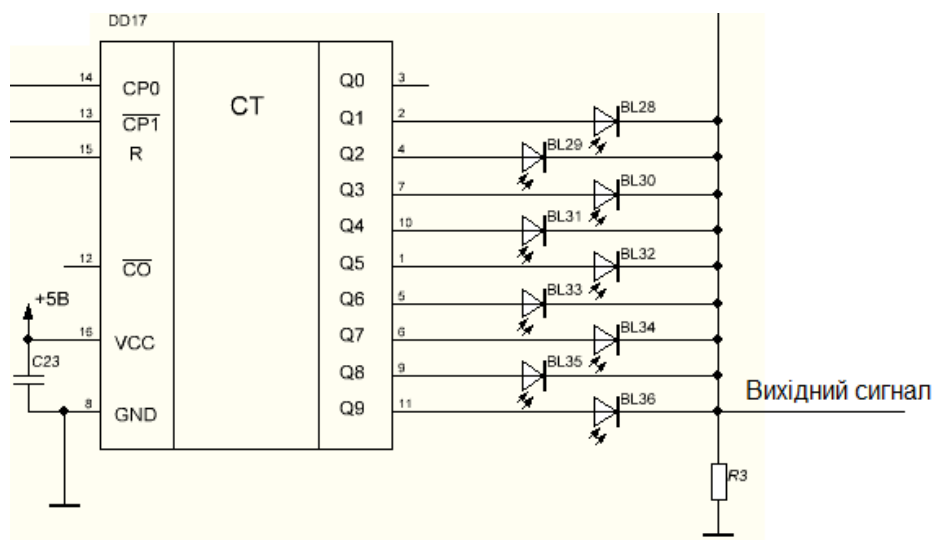 DD17
14 CP0 CT Q0 3
13 CP1 Q1 2 BL28
15 R Q2 4 BL29
Q3 7 BL30
Q4 10 BL31
12 CO Q5 1 BL32
+5В Q6 5 BL33
16 VCC Q7 6 BL34
C23 Q8 9 BL35
8 GND Q9 11 BL36
Вихідний сигнал
R3